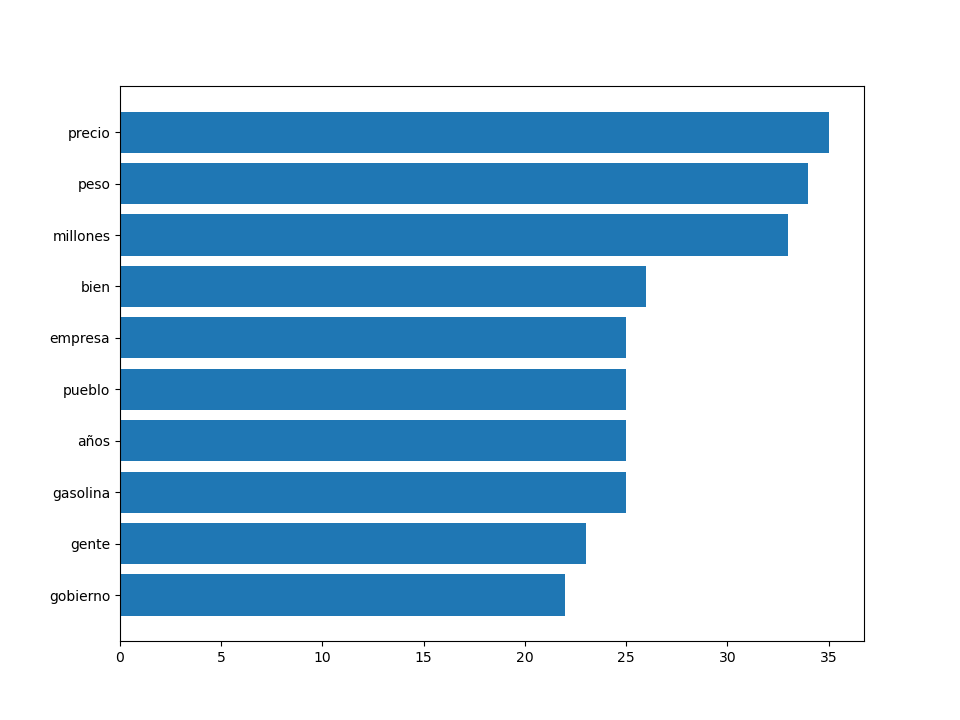 precio
peso
millones
bien
empresa
pueblo
años
gasolina
gente
gobierno
0 5 10 15 20 25 30 35